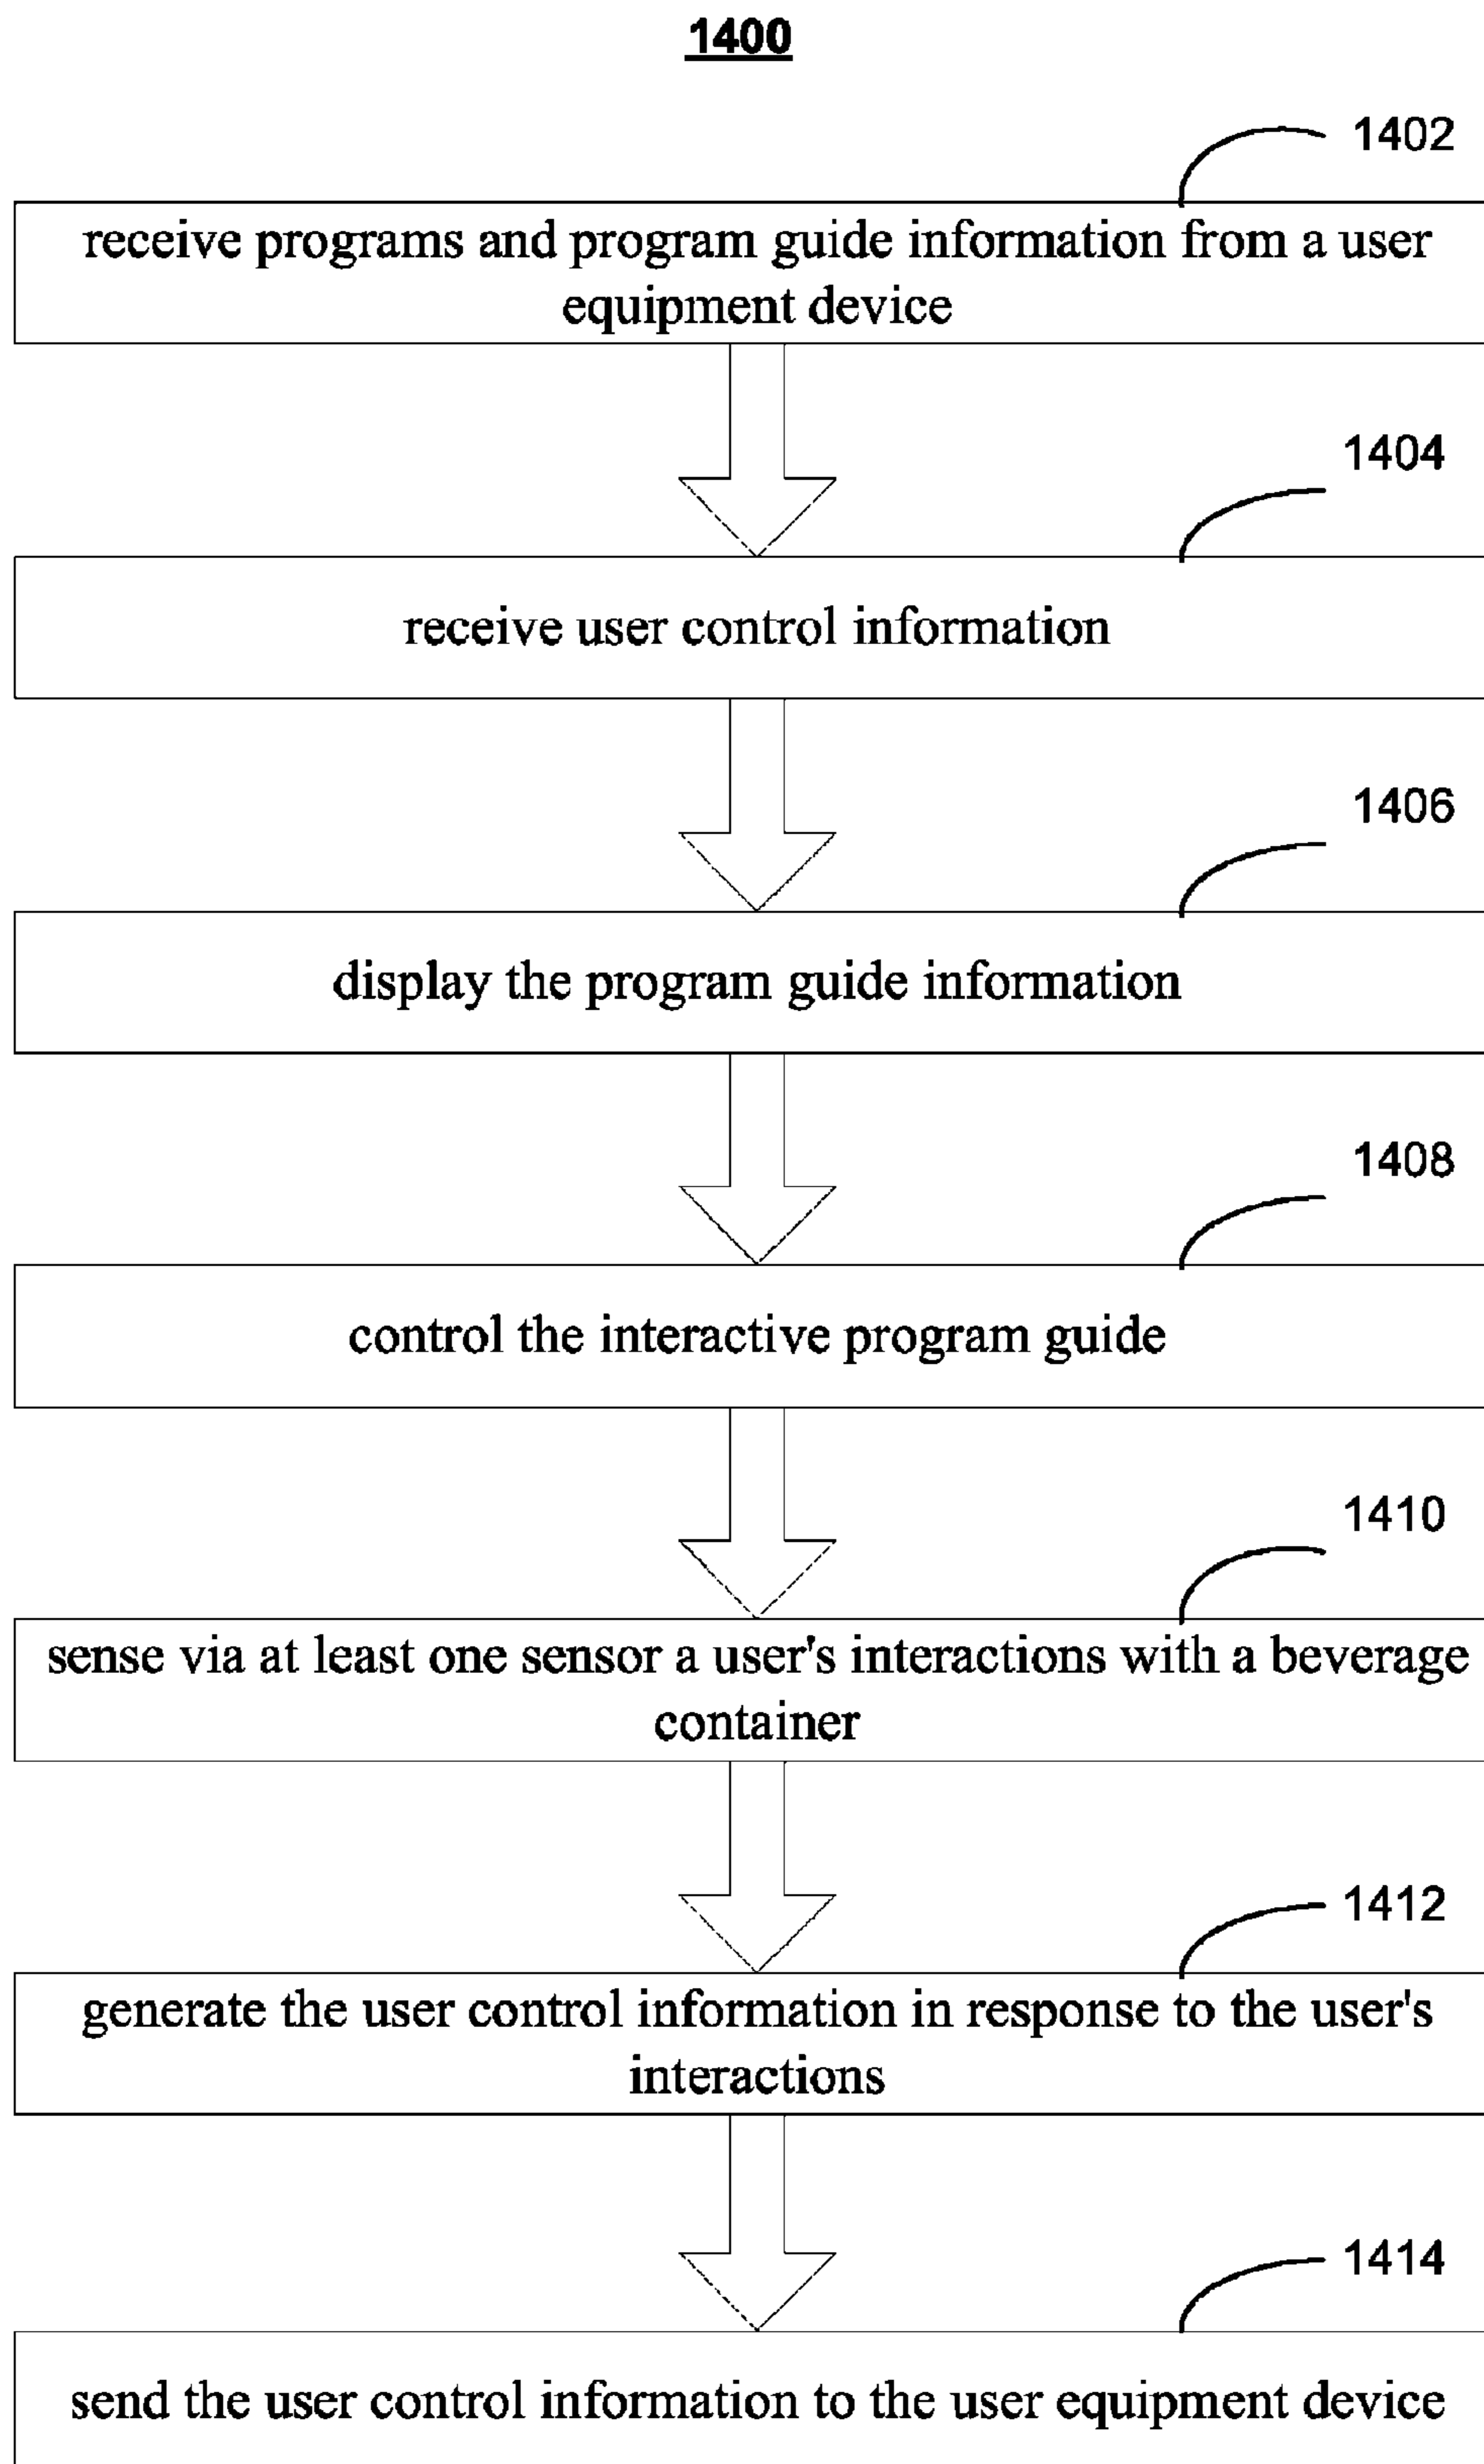 1400
1402
receive programs and program guide information from a user
equipment device
1404
receive user control information
1406
display the program guide information
1408
control the interactive program guide
1410
sense via at least one sensor a user's interactions with a beverage
container
1412
generate the user control information in response to the user's
interactions
1414
send the user control information to the user equipment device